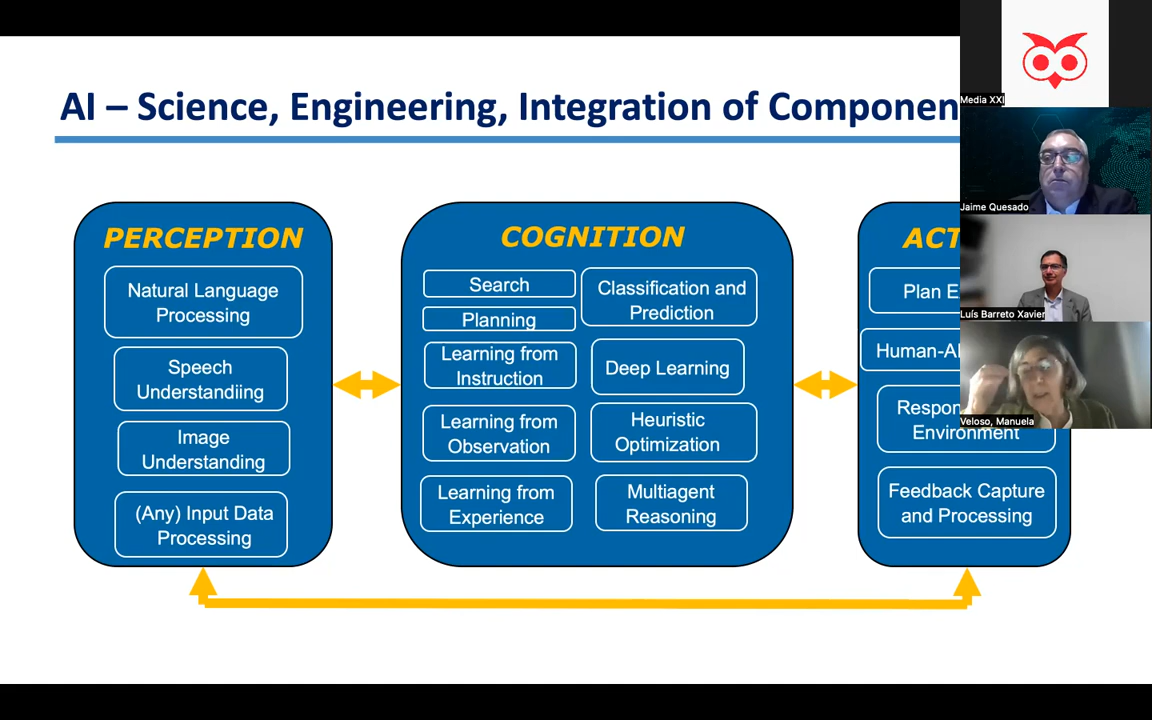 AI – Science, Engineering, Integration of Componen
PERCEPTION
Natural Language
Processing
Speech
Understandiing
Image
Understanding
(Any) Input Data
Processing
COGNITION
Search
Planning
Learning from
Instruction
Learning from
Observation
Learning from
Experience
Classification and
Prediction
Deep Learning
Heuristic
Optimization
Multiagent
Reasoning
ACT
Plan E
Human-A
Respon
Environment
Feedback Capture
and Processing
Media XXI
Jaime Quesado
Luís Barreto Xavier
Veloso, Manuela